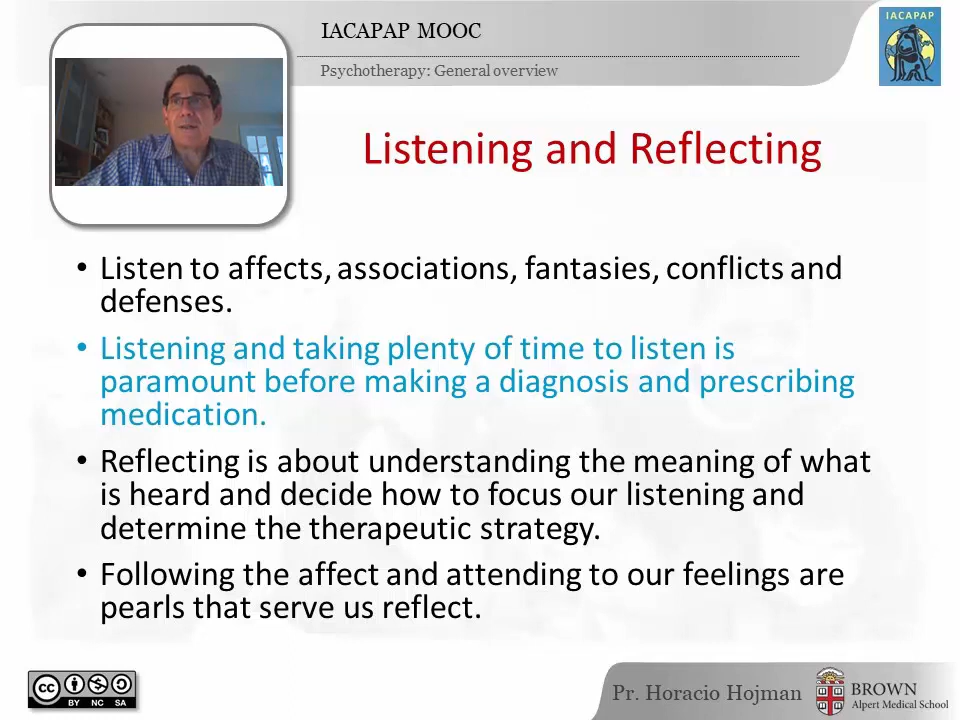 IACAPAP MOOC
Psychotherapy: General overview
IACAPAP
Listening and Reflecting
• Listen to affects, associations, fantasies, conflicts and
defenses.
• Listening and taking plenty of time to listen is
paramount before making a diagnosis and prescribing
medication.
• Reflecting is about understanding the meaning of what
is heard and decide how to focus our listening and
determine the therapeutic strategy.
• Following the affect and attending to our feelings are
pearls that serve us reflect.
cc
BY NC SA
Pr. Horacio Hojman
BROWN
Alpert Medical School